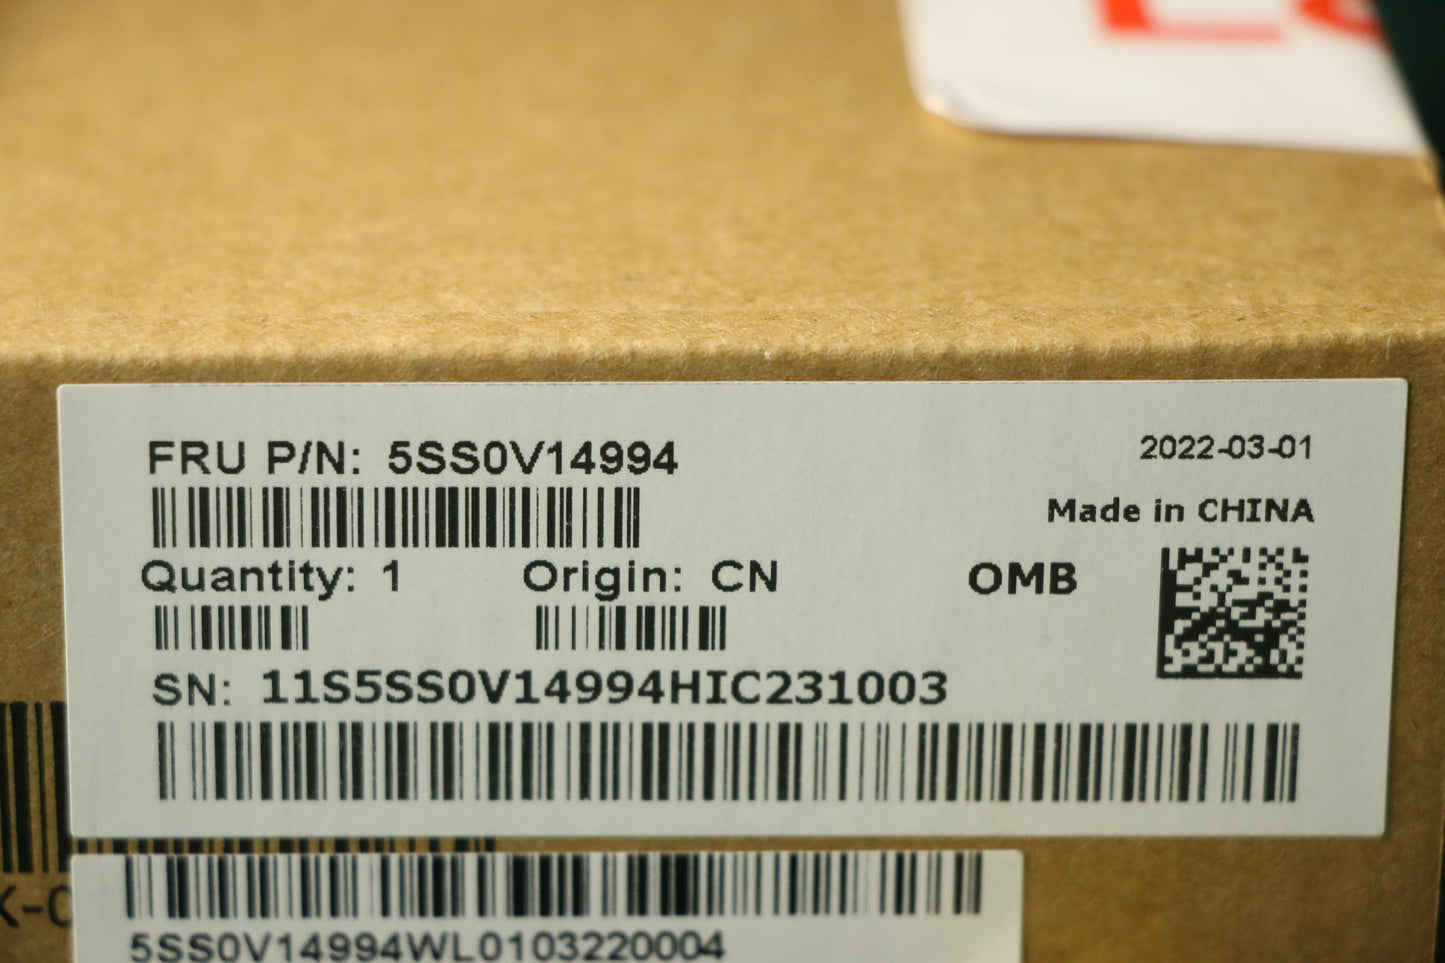 FRU P/N: 5SS0V14994
2022-03-01
Made in CHINA
Quantity: 1
Origin: CN
OMB
SN: 11S5SS0V14994HIC231003
5SS0V14994WL0103220004